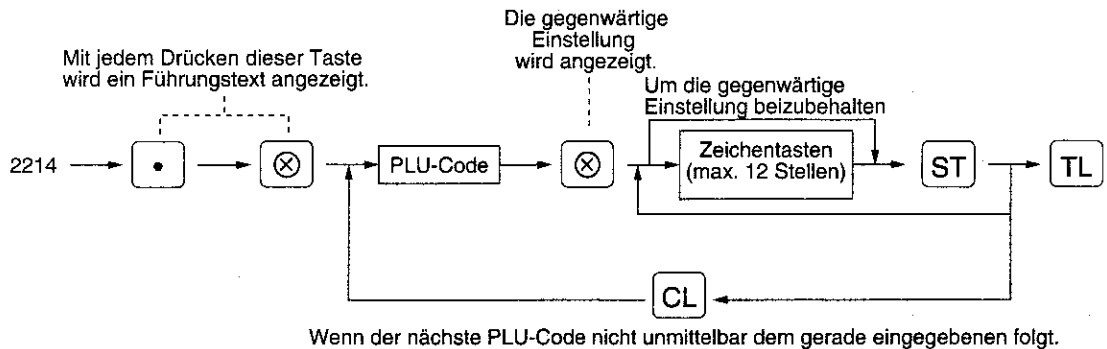 Die gegenwärtige
Einstellung
wird angezeigt.
Mit jedem Drücken dieser Taste
wird ein Führungstext angezeigt.
Um die gegenwärtige
Einstellung beizubehalten
2214
•
⊗
PLU-Code
⊗
Zeichentasten
(max. 12 Stellen)
ST
TL
CL
Wenn der nächste PLU-Code nicht unmittelbar dem gerade eingegebenen folgt.